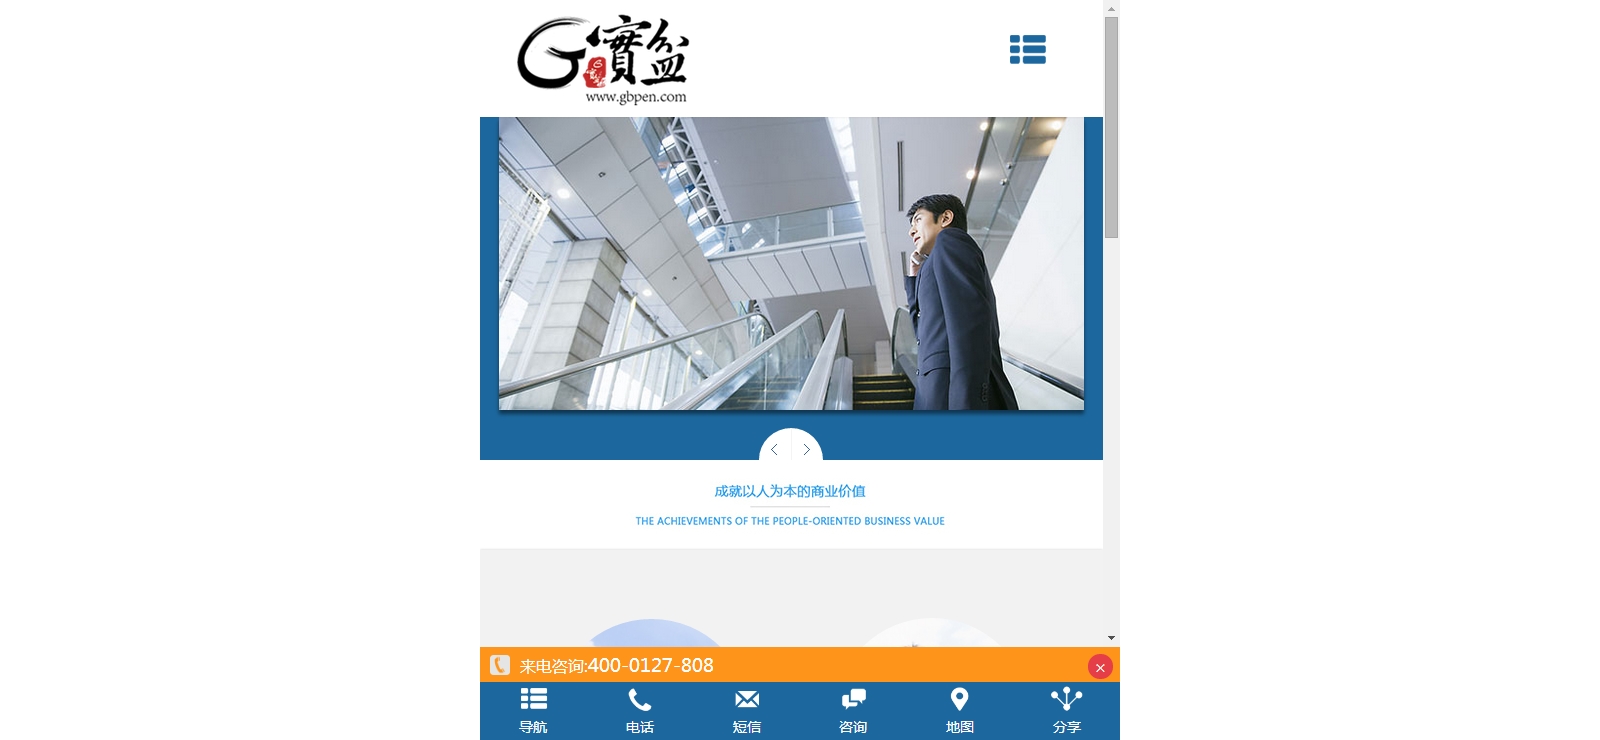 G實盆
www.gbpen.com
成就以人为本的商业价值
THE ACHIEVEMENTS OF THE PEOPLE-ORIENTED BUSINESS VALUE
来电咨询:400-0127-808
导航 电话 短信 咨询 地图 分享